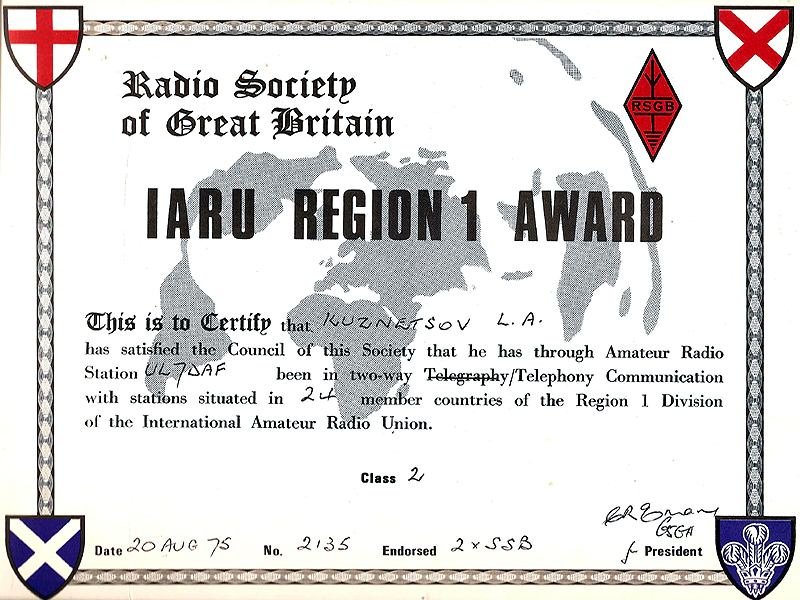 Radio Society
of Great Britain
RSGB
IARU REGION 1 AWARD
This is to Certify that KUZNETSOV L.A.
has satisfied the Council of this Society that he has through Amateur Radio
Station UL7DAF been in two-way Telegraphy/Telephony Communication
with stations situated in 24 member countries of the Region 1 Division
of the International Amateur Radio Union.
Class 2
Date 20 AUG 75 No. 2135 Endorsed 2 x SSB
President